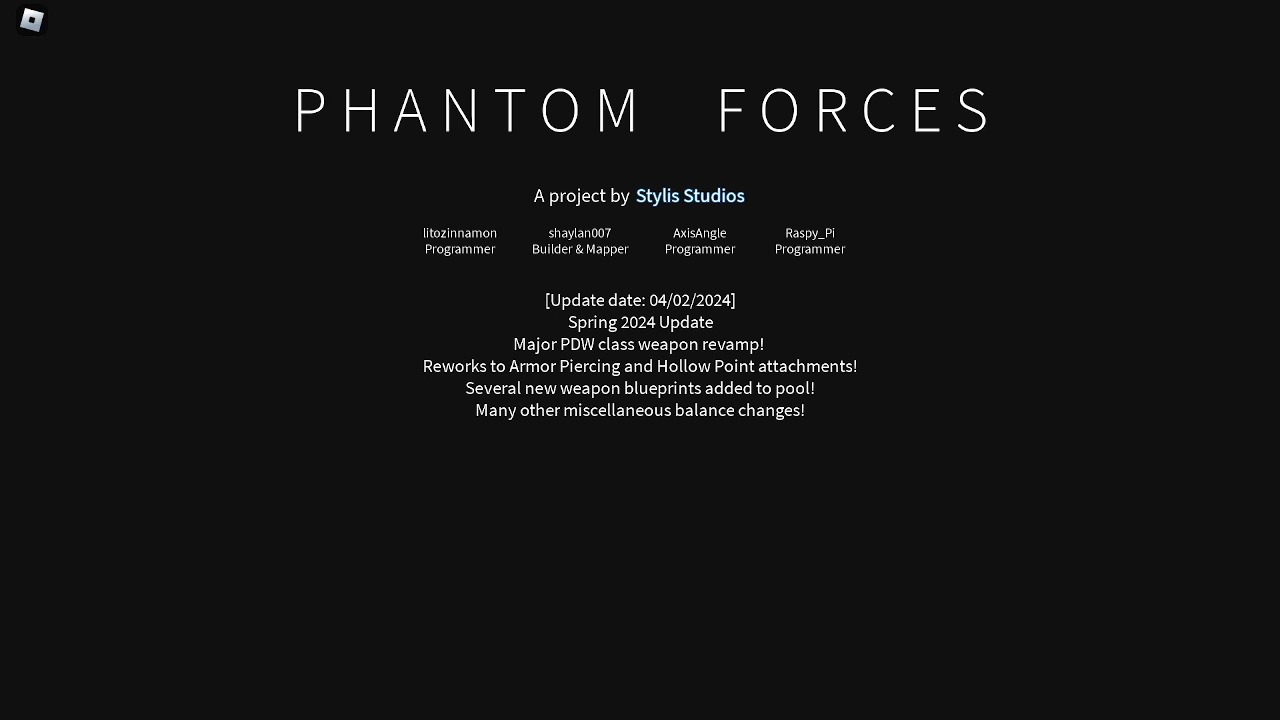 PHANTOM FORCES
A project by Stylis Studios
litozinnamon shaylan007 AxisAngle Raspy_Pi
Programmer Builder & Mapper Programmer Programmer
[Update date: 04/02/2024]
Spring 2024 Update
Major PDW class weapon revamp!
Reworks to Armor Piercing and Hollow Point attachments!
Several new weapon blueprints added to pool!
Many other miscellaneous balance changes!